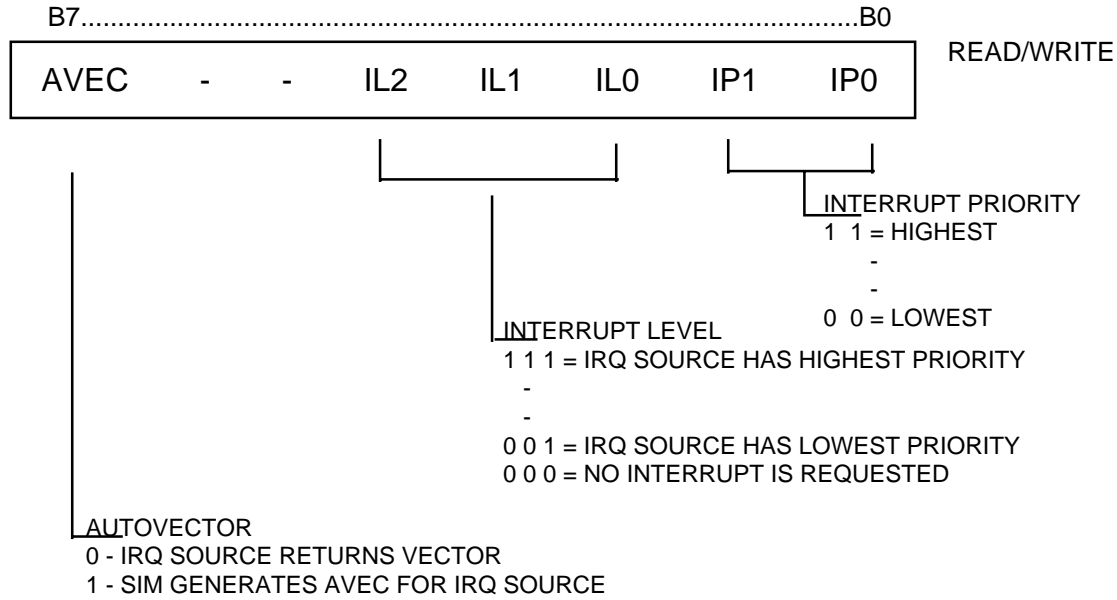 B7..........................................................................................B0
READ/WRITE
AVEC - - IL2 IL1 IL0 IP1 IP0
INTERRUPT PRIORITY
1 1 = HIGHEST
-
-
0 0 = LOWEST
INTERRUPT LEVEL
1 1 1 = IRQ SOURCE HAS HIGHEST PRIORITY
-
-
0 0 1 = IRQ SOURCE HAS LOWEST PRIORITY
0 0 0 = NO INTERRUPT IS REQUESTED
AUTOVECTOR
0 - IRQ SOURCE RETURNS VECTOR
1 - SIM GENERATES AVEC FOR IRQ SOURCE